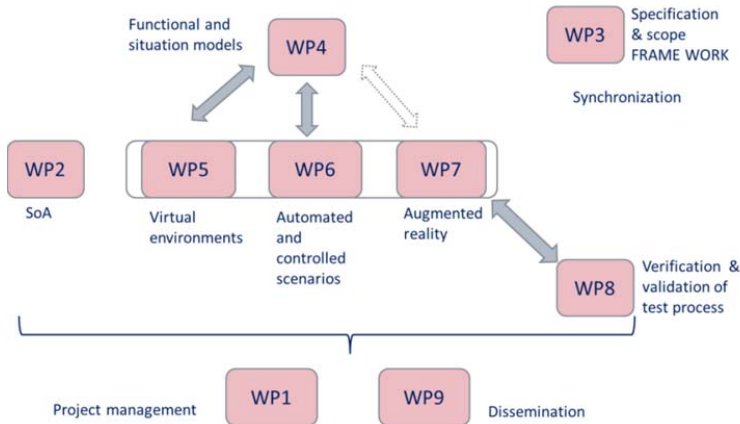 Functional and
situation models
WP4
WP3
Specification
& scope
FRAME WORK
Synchronization
WP2
WP5
WP6
WP7
SoA
Virtual
environments
Automated
and
controlled
scenarios
Augmented
reality
WP8
Verification &
validation of
test process
Project management
WP1
WP9
Dissemination